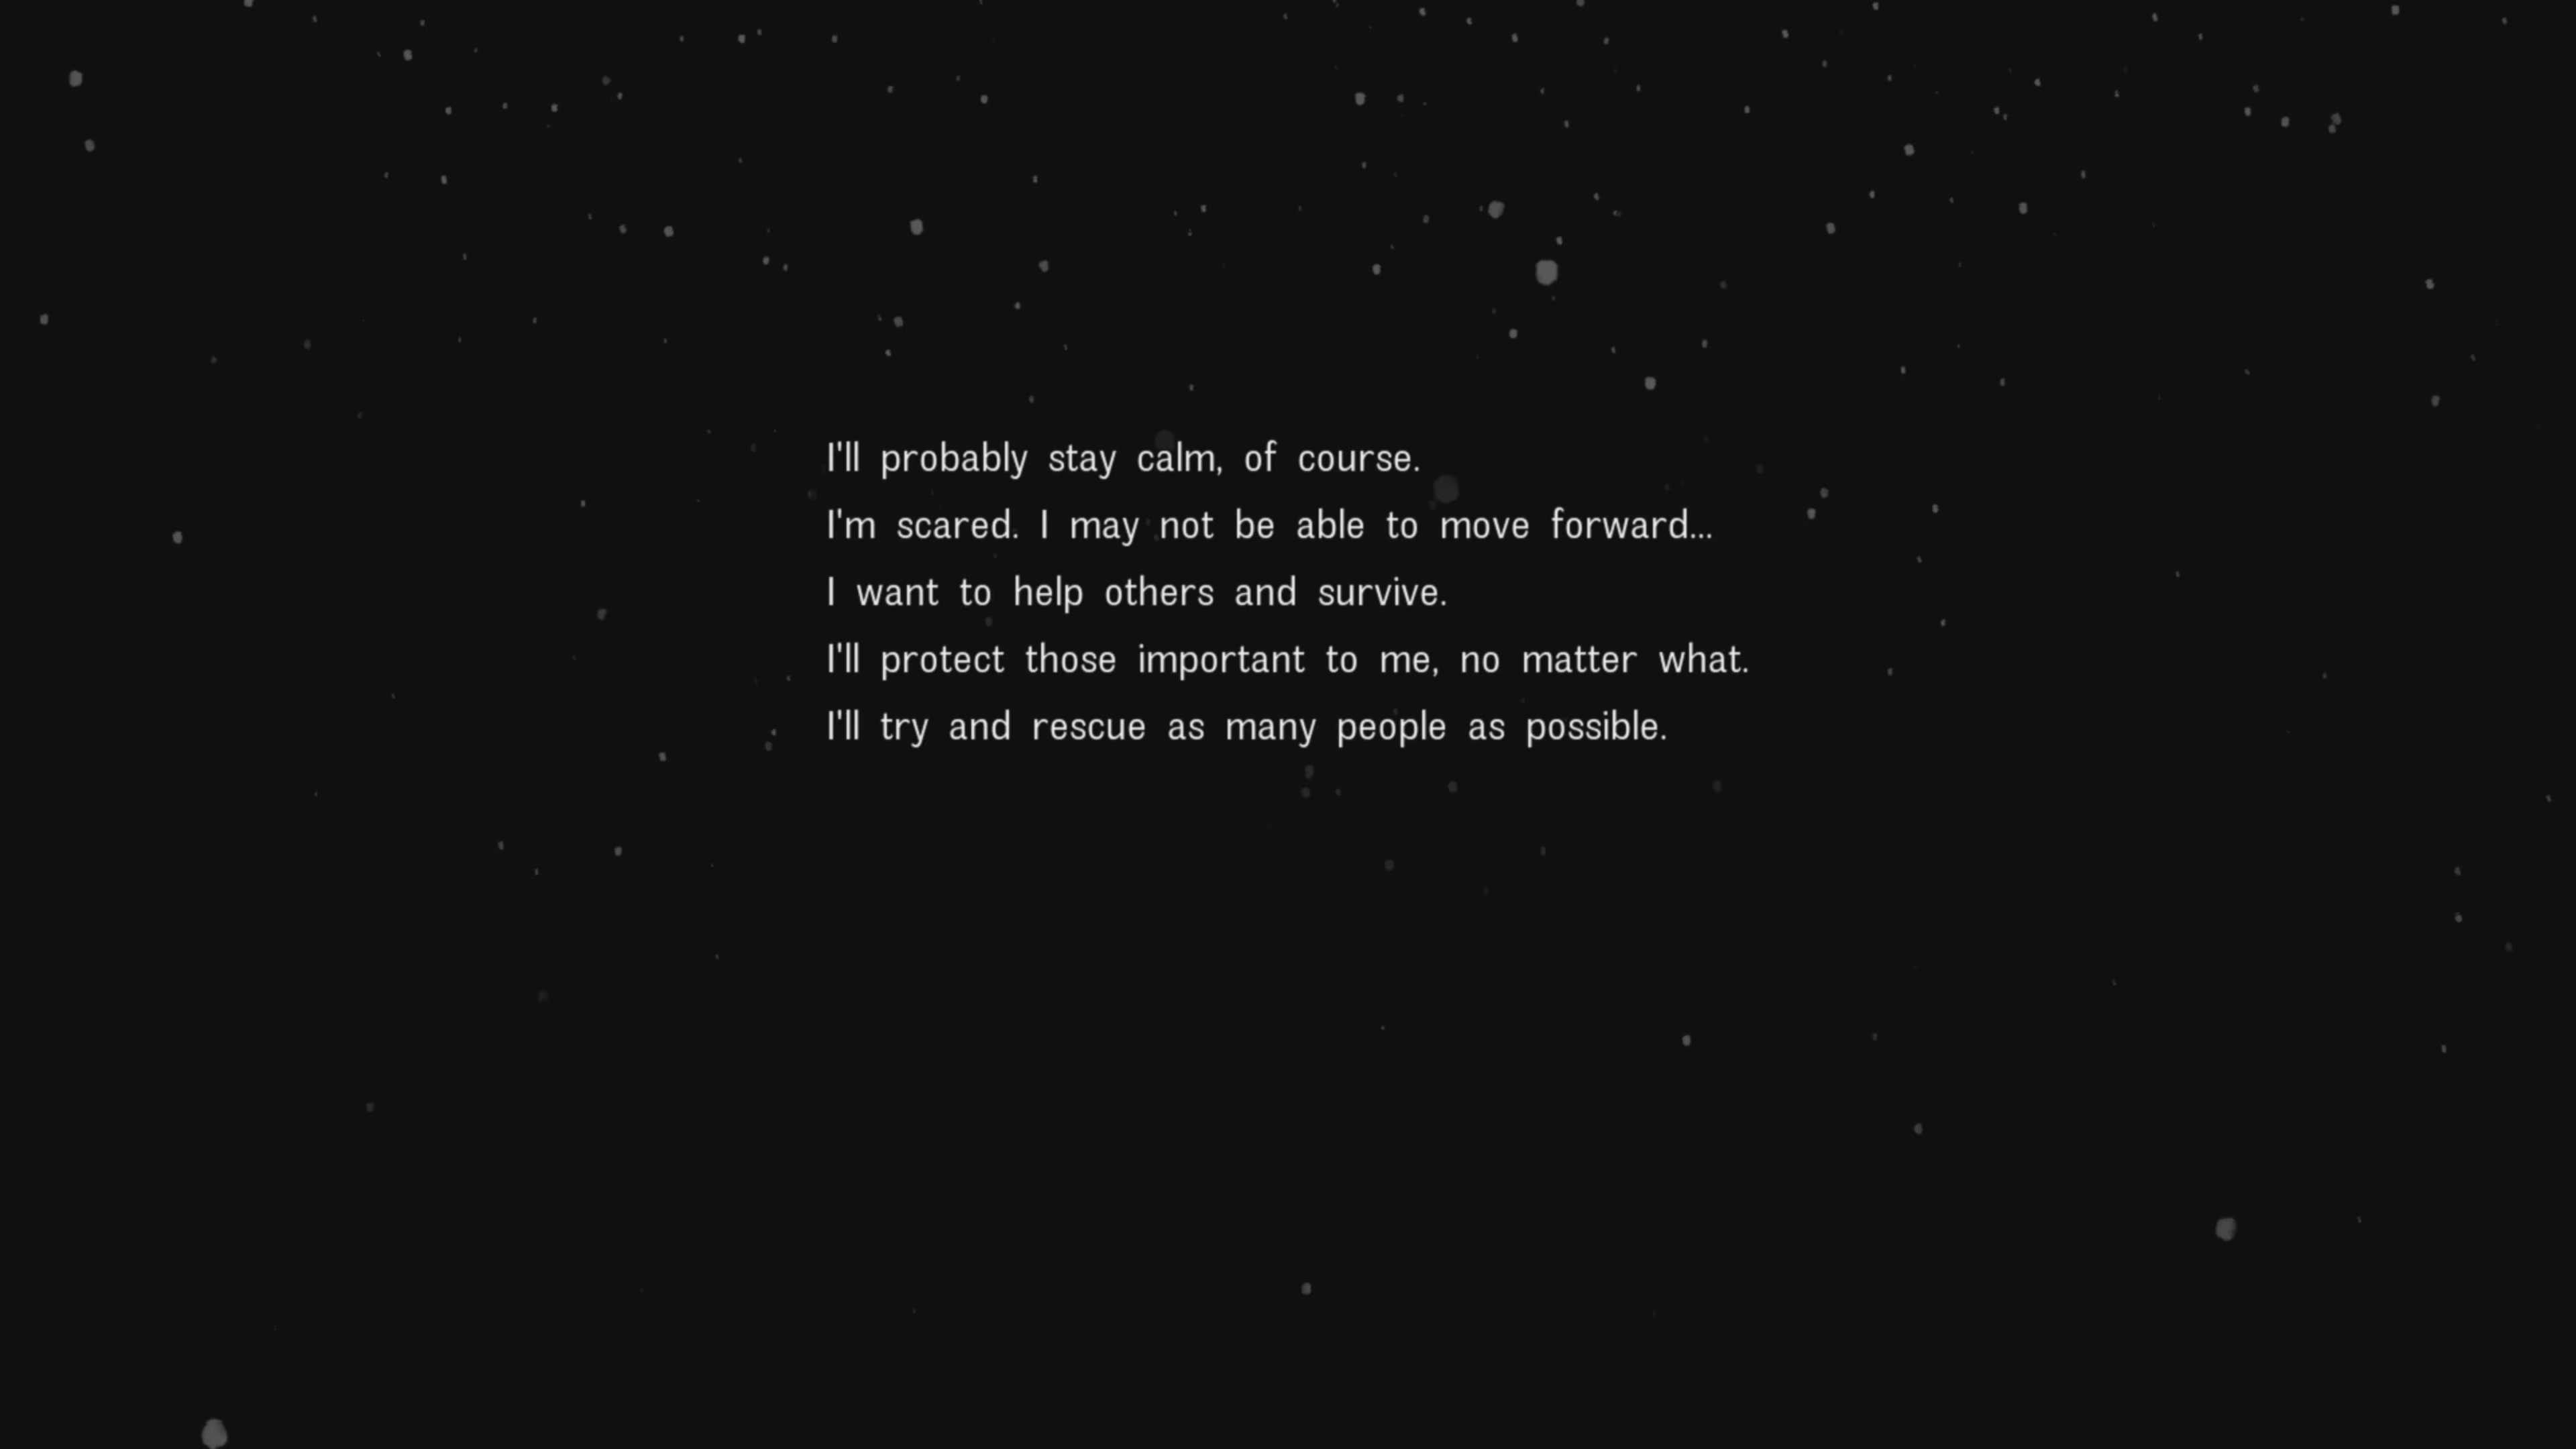 I'll probably stay calm, of course.
I'm scared. I may not be able to move forward...
I want to help others and survive.
I'll protect those important to me, no matter what.
I'll try and rescue as many people as possible.